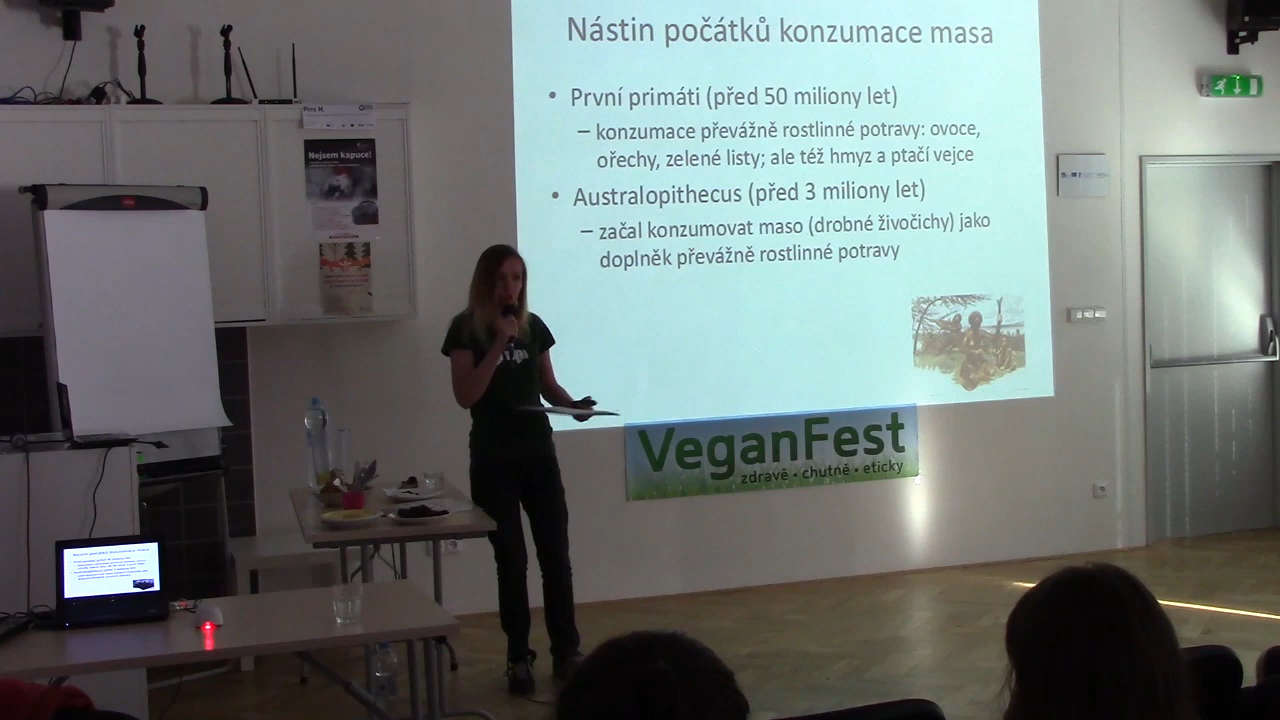 Nástin počátků konzumace masa
• První primáti (před 50 miliony let)
– konzumace převážně rostlinné potravy: ovoce,
ořechy, zelené listy; ale též hmyz a ptačí vejce
• Australopithecus (před 3 miliony let)
– začal konzumovat maso (drobné živočichy) jako
doplněk převážně rostlinné potravy
Nejsem kapuce!
VeganFest
zdravě • chutně • eticky